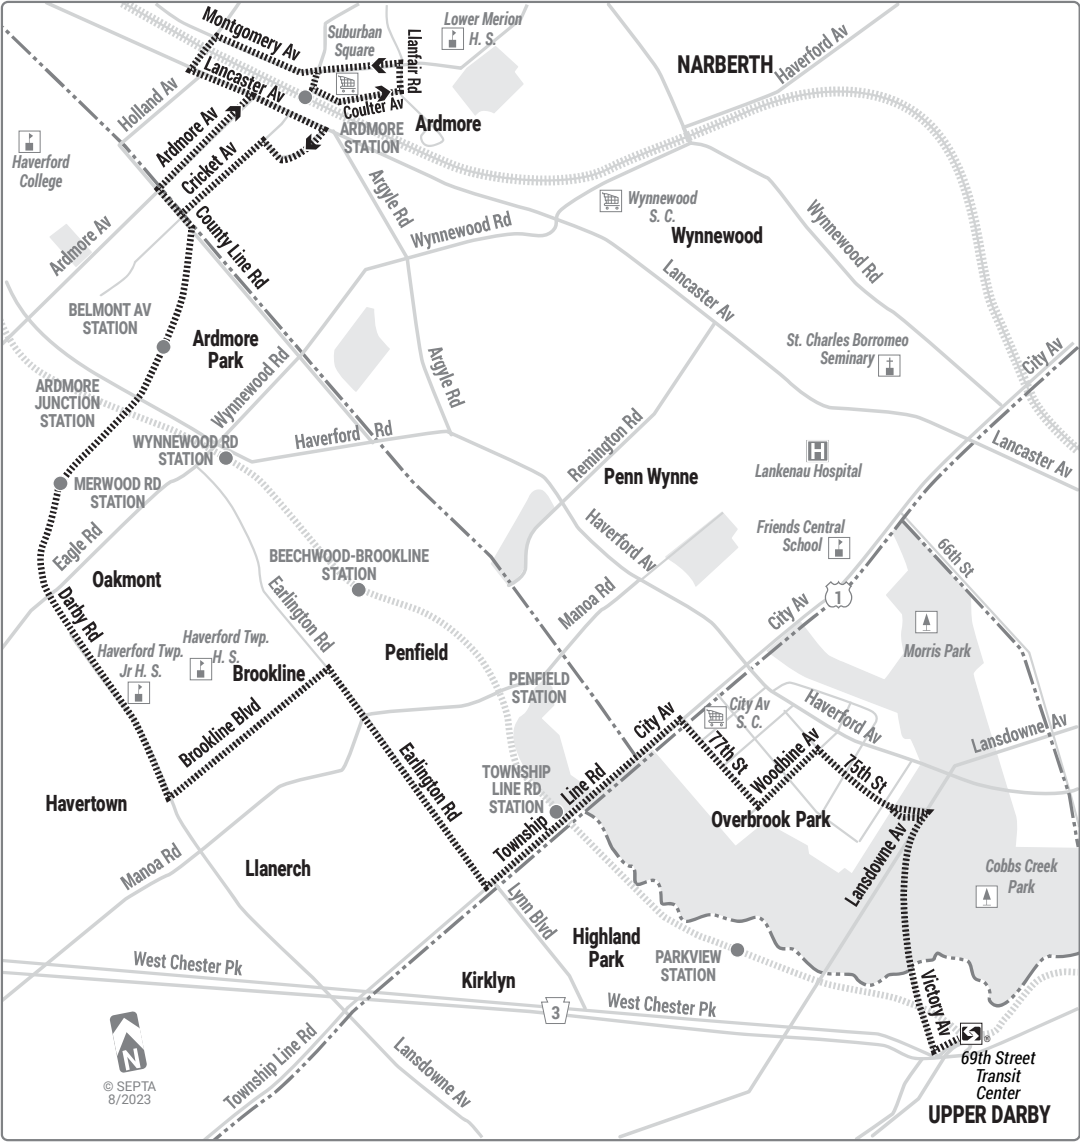 Montgomery Av
Suburban
Square
Llanfair Rd
Lower Merion
H. S.
NARBERTH
Haverford Av
Holland Av
Lancaster Av
Coulter Av
ARDMORE
STATION
Ardmore
Ardmore Av
Cricket Av
Haverford
College
Ardmore Av
County Line Rd
Argyle Rd
Wynnewood Rd
Wynnewood
S. C.
Wynnewood
Wynnewood Rd
Lancaster Av
BELMONT AV
STATION
Ardmore
Park
St. Charles Borromeo
Seminary
City Av
ARDMORE
JUNCTION
STATION
Wynnewood Rd
Argyle Rd
WYNNEWOOD RD
STATION
Haverford Rd
Remington Rd
Lancaster Av
MERWOOD RD
STATION
Penn Wynne
H
Lankenau Hospital
Eagle Rd
Haverford Av
Friends Central
School
66th St
BEECHWOOD-BROOKLINE
STATION
Oakmont
Earlington Rd
Manoa Rd
City Av
1
Darby Rd
Haverford Twp.
Jr H. S.
Haverford Twp.
H. S.
Brookline
Penfield
Morris Park
PENFIELD
STATION
City Av
City Av
S. C.
Haverford Av
Lansdowne Av
Brookline Blvd
Earlington Rd
77th St
Woodbine Av
75th St
TOWNSHIP
LINE RD
STATION
Township Line Rd
Havertown
Overbrook Park
Manoa Rd
Llanerch
Lansdowne Av
Cobbs Creek
Park
Lynn Blvd
Highland
Park
PARKVIEW
STATION
West Chester Pk
Kirklyn
3
West Chester Pk
Victory Av
N
© SEPTA
8/2023
Township Line Rd
Lansdowne Av
®
69th Street
Transit
Center
UPPER DARBY